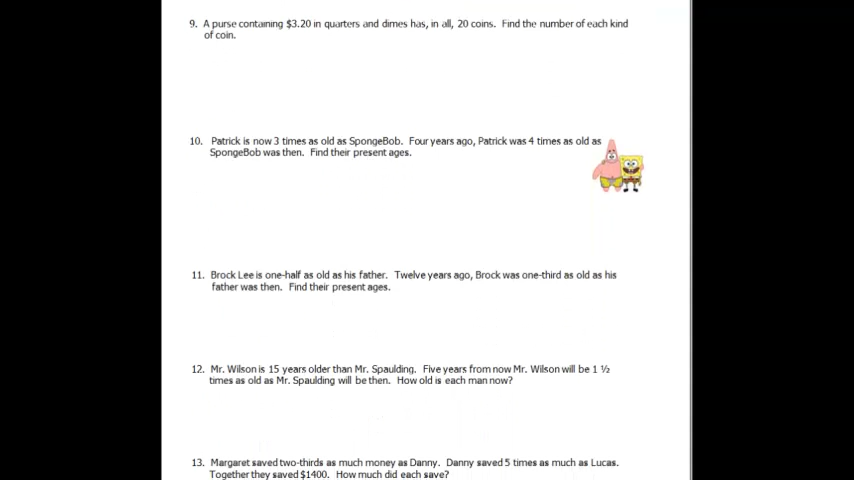 9. A purse containing $3.20 in quarters and dimes has, in all, 20 coins. Find the number of each kind
of coin.
10. Patrick is now 3 times as old as SpongeBob. Four years ago, Patrick was 4 times as old as
SpongeBob was then. Find their present ages.
11. Brock Lee is one-half as old as his father. Twelve years ago, Brock was one-third as old as his
father was then. Find their present ages.
12. Mr. Wilson is 15 years older than Mr. Spaulding. Five years from now Mr. Wilson will be 1 ½
times as old as Mr. Spaulding will be then. How old is each man now?
13. Margaret saved two-thirds as much money as Danny. Danny saved 5 times as much as Lucas.
Together they saved $1400. How much did each save?